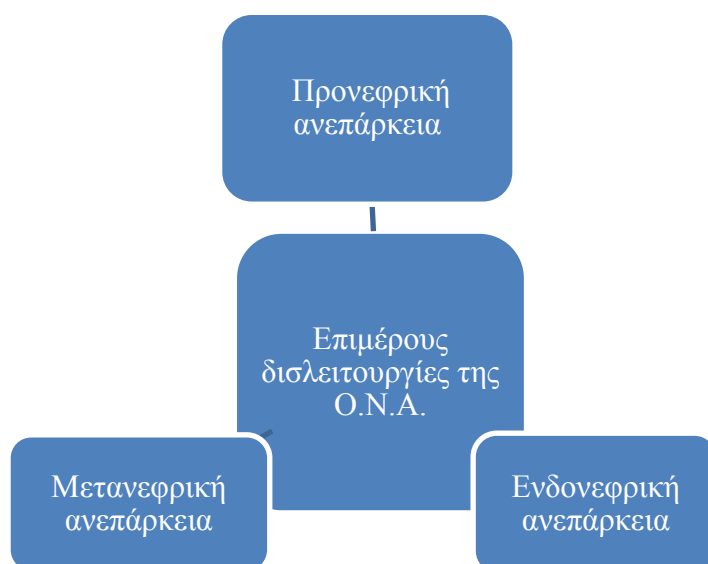 Προνεφρική
ανεπάρκεια
Επιμέρους
δισλειτουργίες της
Ο.Ν.Α.
Μετανεφρική
ανεπάρκεια
Ενδονεφρική
ανεπάρκεια